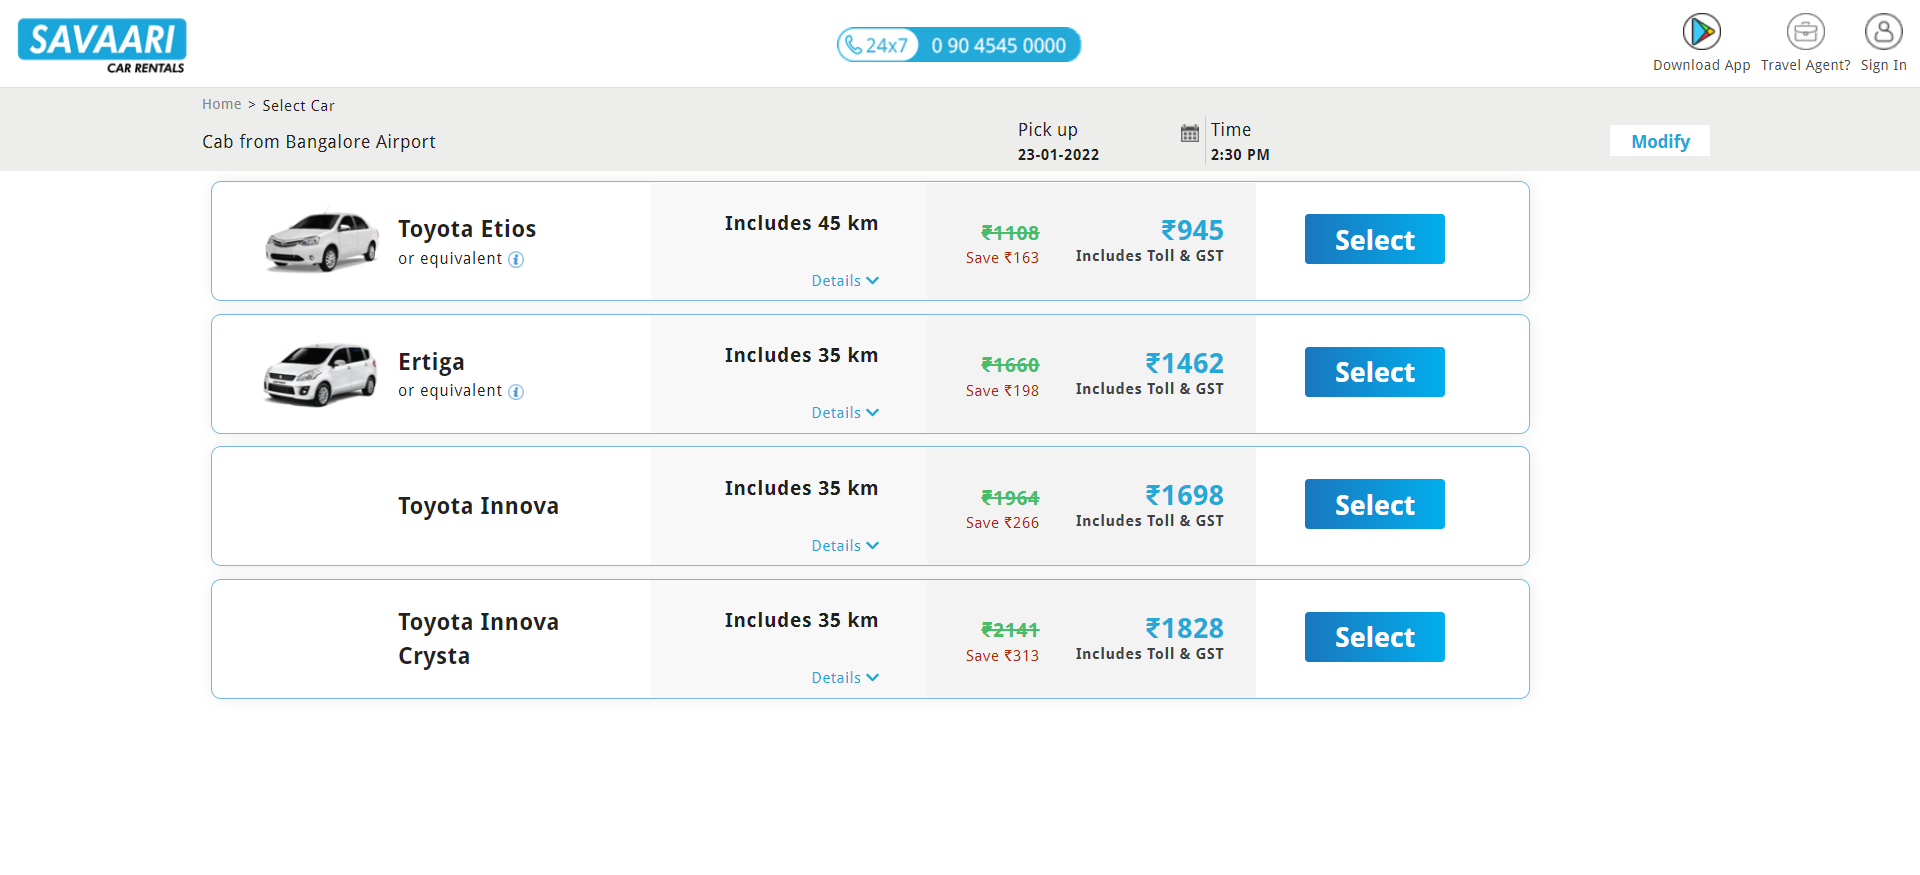 SAVAARI
CAR RENTALS
24x7 0 90 4545 0000
Download App Travel Agent? Sign In
Home > Select Car
Cab from Bangalore Airport
Pick up
23-01-2022
Time
2:30 PM
Modify
Toyota Etios
or equivalent i
Includes 45 km
Details
₹1108
Save ₹163
₹945
Includes Toll & GST
Select
Ertiga
or equivalent i
Includes 35 km
Details
₹1660
Save ₹198
₹1462
Includes Toll & GST
Select
Toyota Innova
Includes 35 km
Details
₹1964
Save ₹266
₹1698
Includes Toll & GST
Select
Toyota Innova
Crysta
Includes 35 km
Details
₹2141
Save ₹313
₹1828
Includes Toll & GST
Select